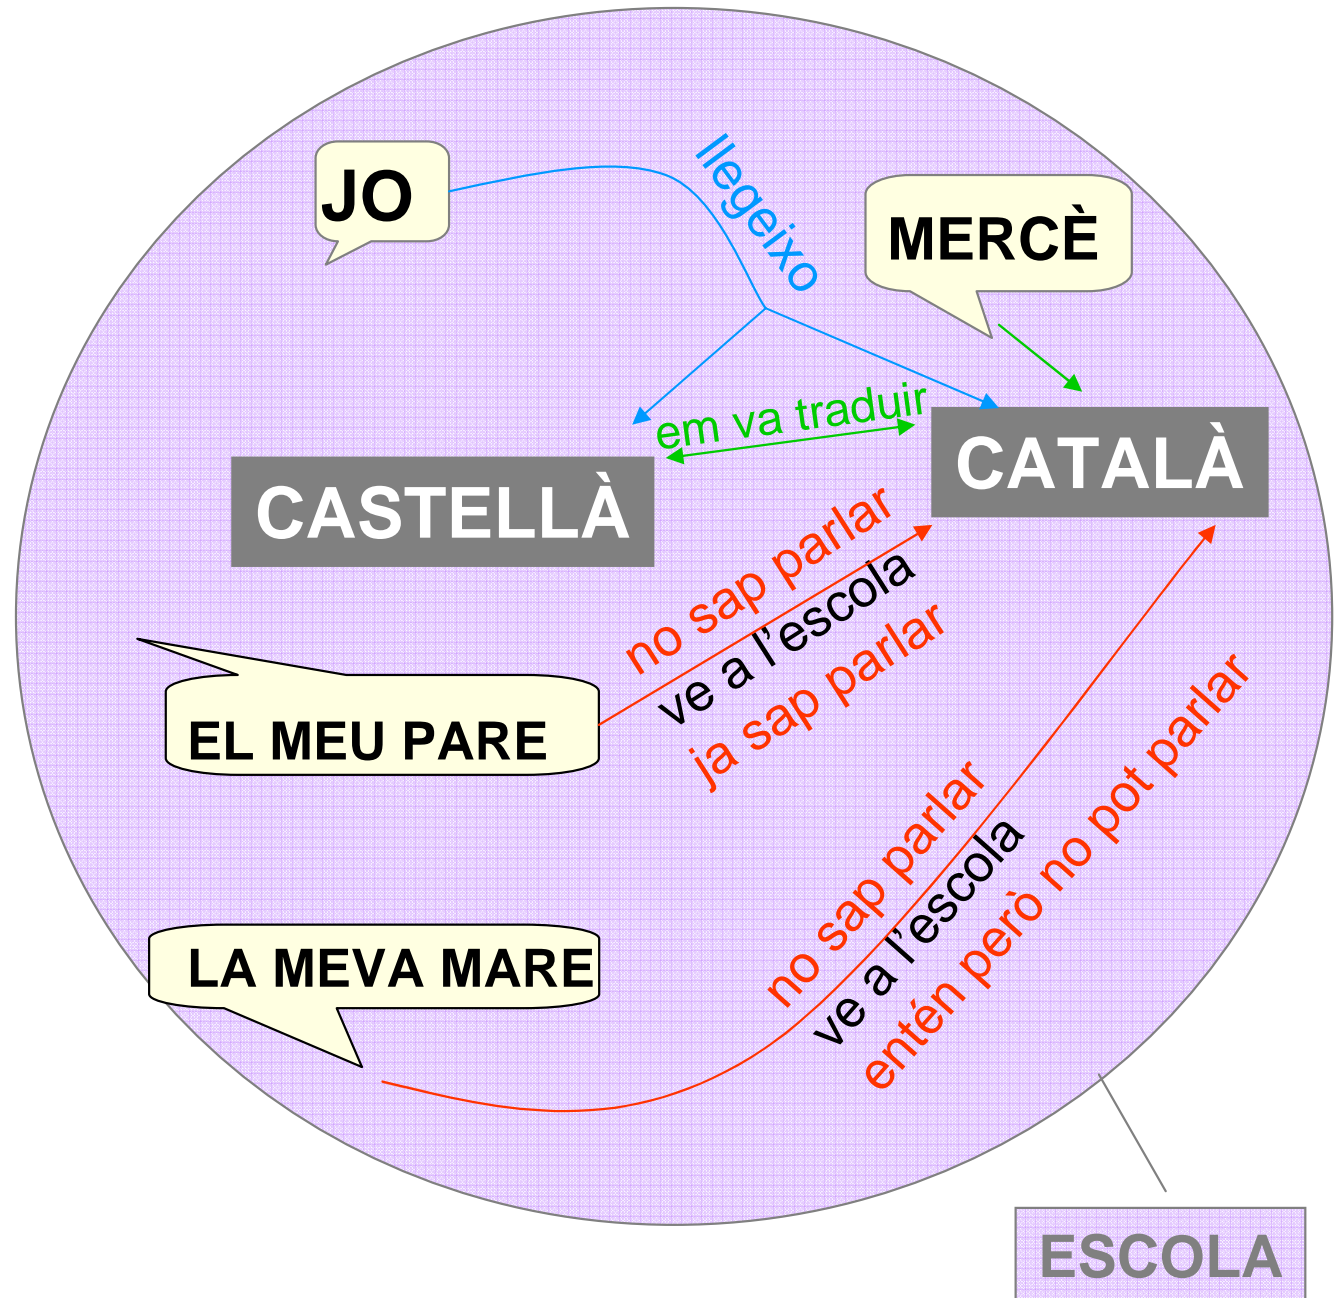 JO
llegeixo
MERCÈ
em va traduir
CATALÀ
CASTELLÀ
no sap parlar
ve a l’escola
ja sap parlar
EL MEU PARE
no sap parlar
ve a l’escola
entén però no pot parlar
LA MEVA MARE
ESCOLA